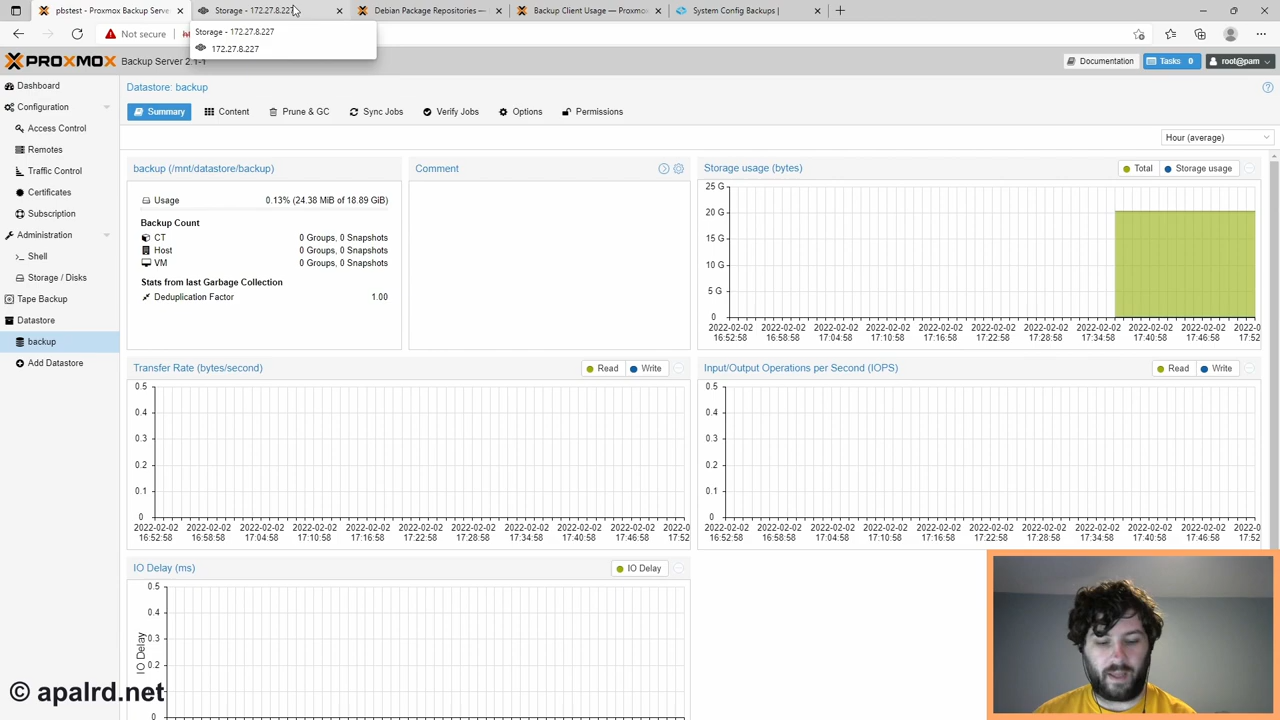 pbstest - Proxmox Backup Serve
Storage - 172.27.8.227
Debian Package Repositories —
Backup Client Usage — Proxmo
System Config Backups |
Not secure
Storage - 172.27.8.227
172.27.8.227
PROXMOX Backup Server 2.1-1
Documentation
Tasks 0
root@pam
Dashboard
Configuration
Access Control
Remotes
Traffic Control
Certificates
Subscription
Administration
Shell
Storage / Disks
Tape Backup
Datastore
backup
Add Datastore
Datastore: backup
Summary
Content
Prune & GC
Sync Jobs
Verify Jobs
Options
Permissions
Hour (average)
backup (/mnt/datastore/backup)
Usage 0.13% (24.38 MiB of 18.89 GiB)
Backup Count
CT 0 Groups, 0 Snapshots
Host 0 Groups, 0 Snapshots
VM 0 Groups, 0 Snapshots
Stats from last Garbage Collection
Deduplication Factor 1.00
Comment
Storage usage (bytes)
Total Storage usage
25 G
20 G
15 G
10 G
5 G
0
2022-02-02 2022-02-02 2022-02-02 2022-02-02 2022-02-02 2022-02-02 2022-02-02 2022-02-02 2022-02-02 2022-0
16:52:58 16:58:58 17:04:58 17:10:58 17:16:58 17:22:58 17:28:58 17:34:58 17:40:58 17:46:58 17:52
Transfer Rate (bytes/second)
Read Write
0.5
0.4
0.3
0.2
0.1
0
2022-02-02 2022-02-02 2022-02-02 2022-02-02 2022-02-02 2022-02-02 2022-02-02 2022-02-02 2022-02-02 2022-02-02 2022-0
16:52:58 16:58:58 17:04:58 17:10:58 17:16:58 17:22:58 17:28:58 17:34:58 17:40:58 17:46:58 17:52
Input/Output Operations per Second (IOPS)
Read Write
0.5
0.4
0.3
0.2
0.1
0
2022-02-02 2022-02-02 2022-02-02 2022-02-02 2022-02-02 2022-02-02 2022-02-02 2022-02-02 2022-02-02 2022-02-02 2022-0
16:52:58 16:58:58 17:04:58 17:10:58 17:16:58 17:22:58 17:28:58 17:34:58 17:40:58 17:46:58 17:52
IO Delay (ms)
IO Delay
0.5
0.4
0.3
0.2
0
IO Delay
© apalrd.net